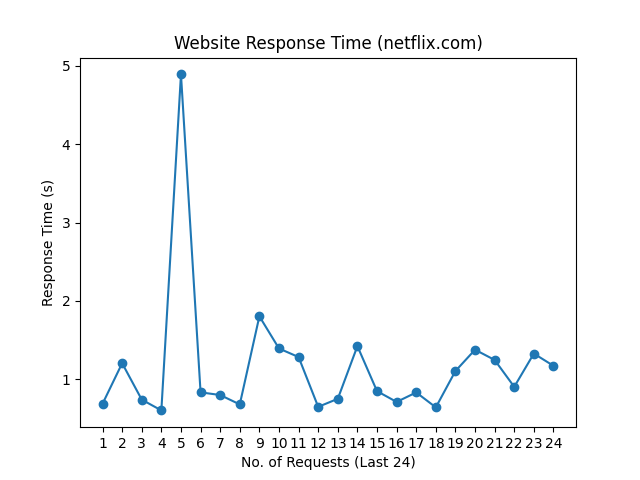 Website Response Time (netflix.com)
5
4
3
2
1
Response Time (s)
1 2 3 4 5 6 7 8 9 10 11 12 13 14 15 16 17 18 19 20 21 22 23 24
No. of Requests (Last 24)